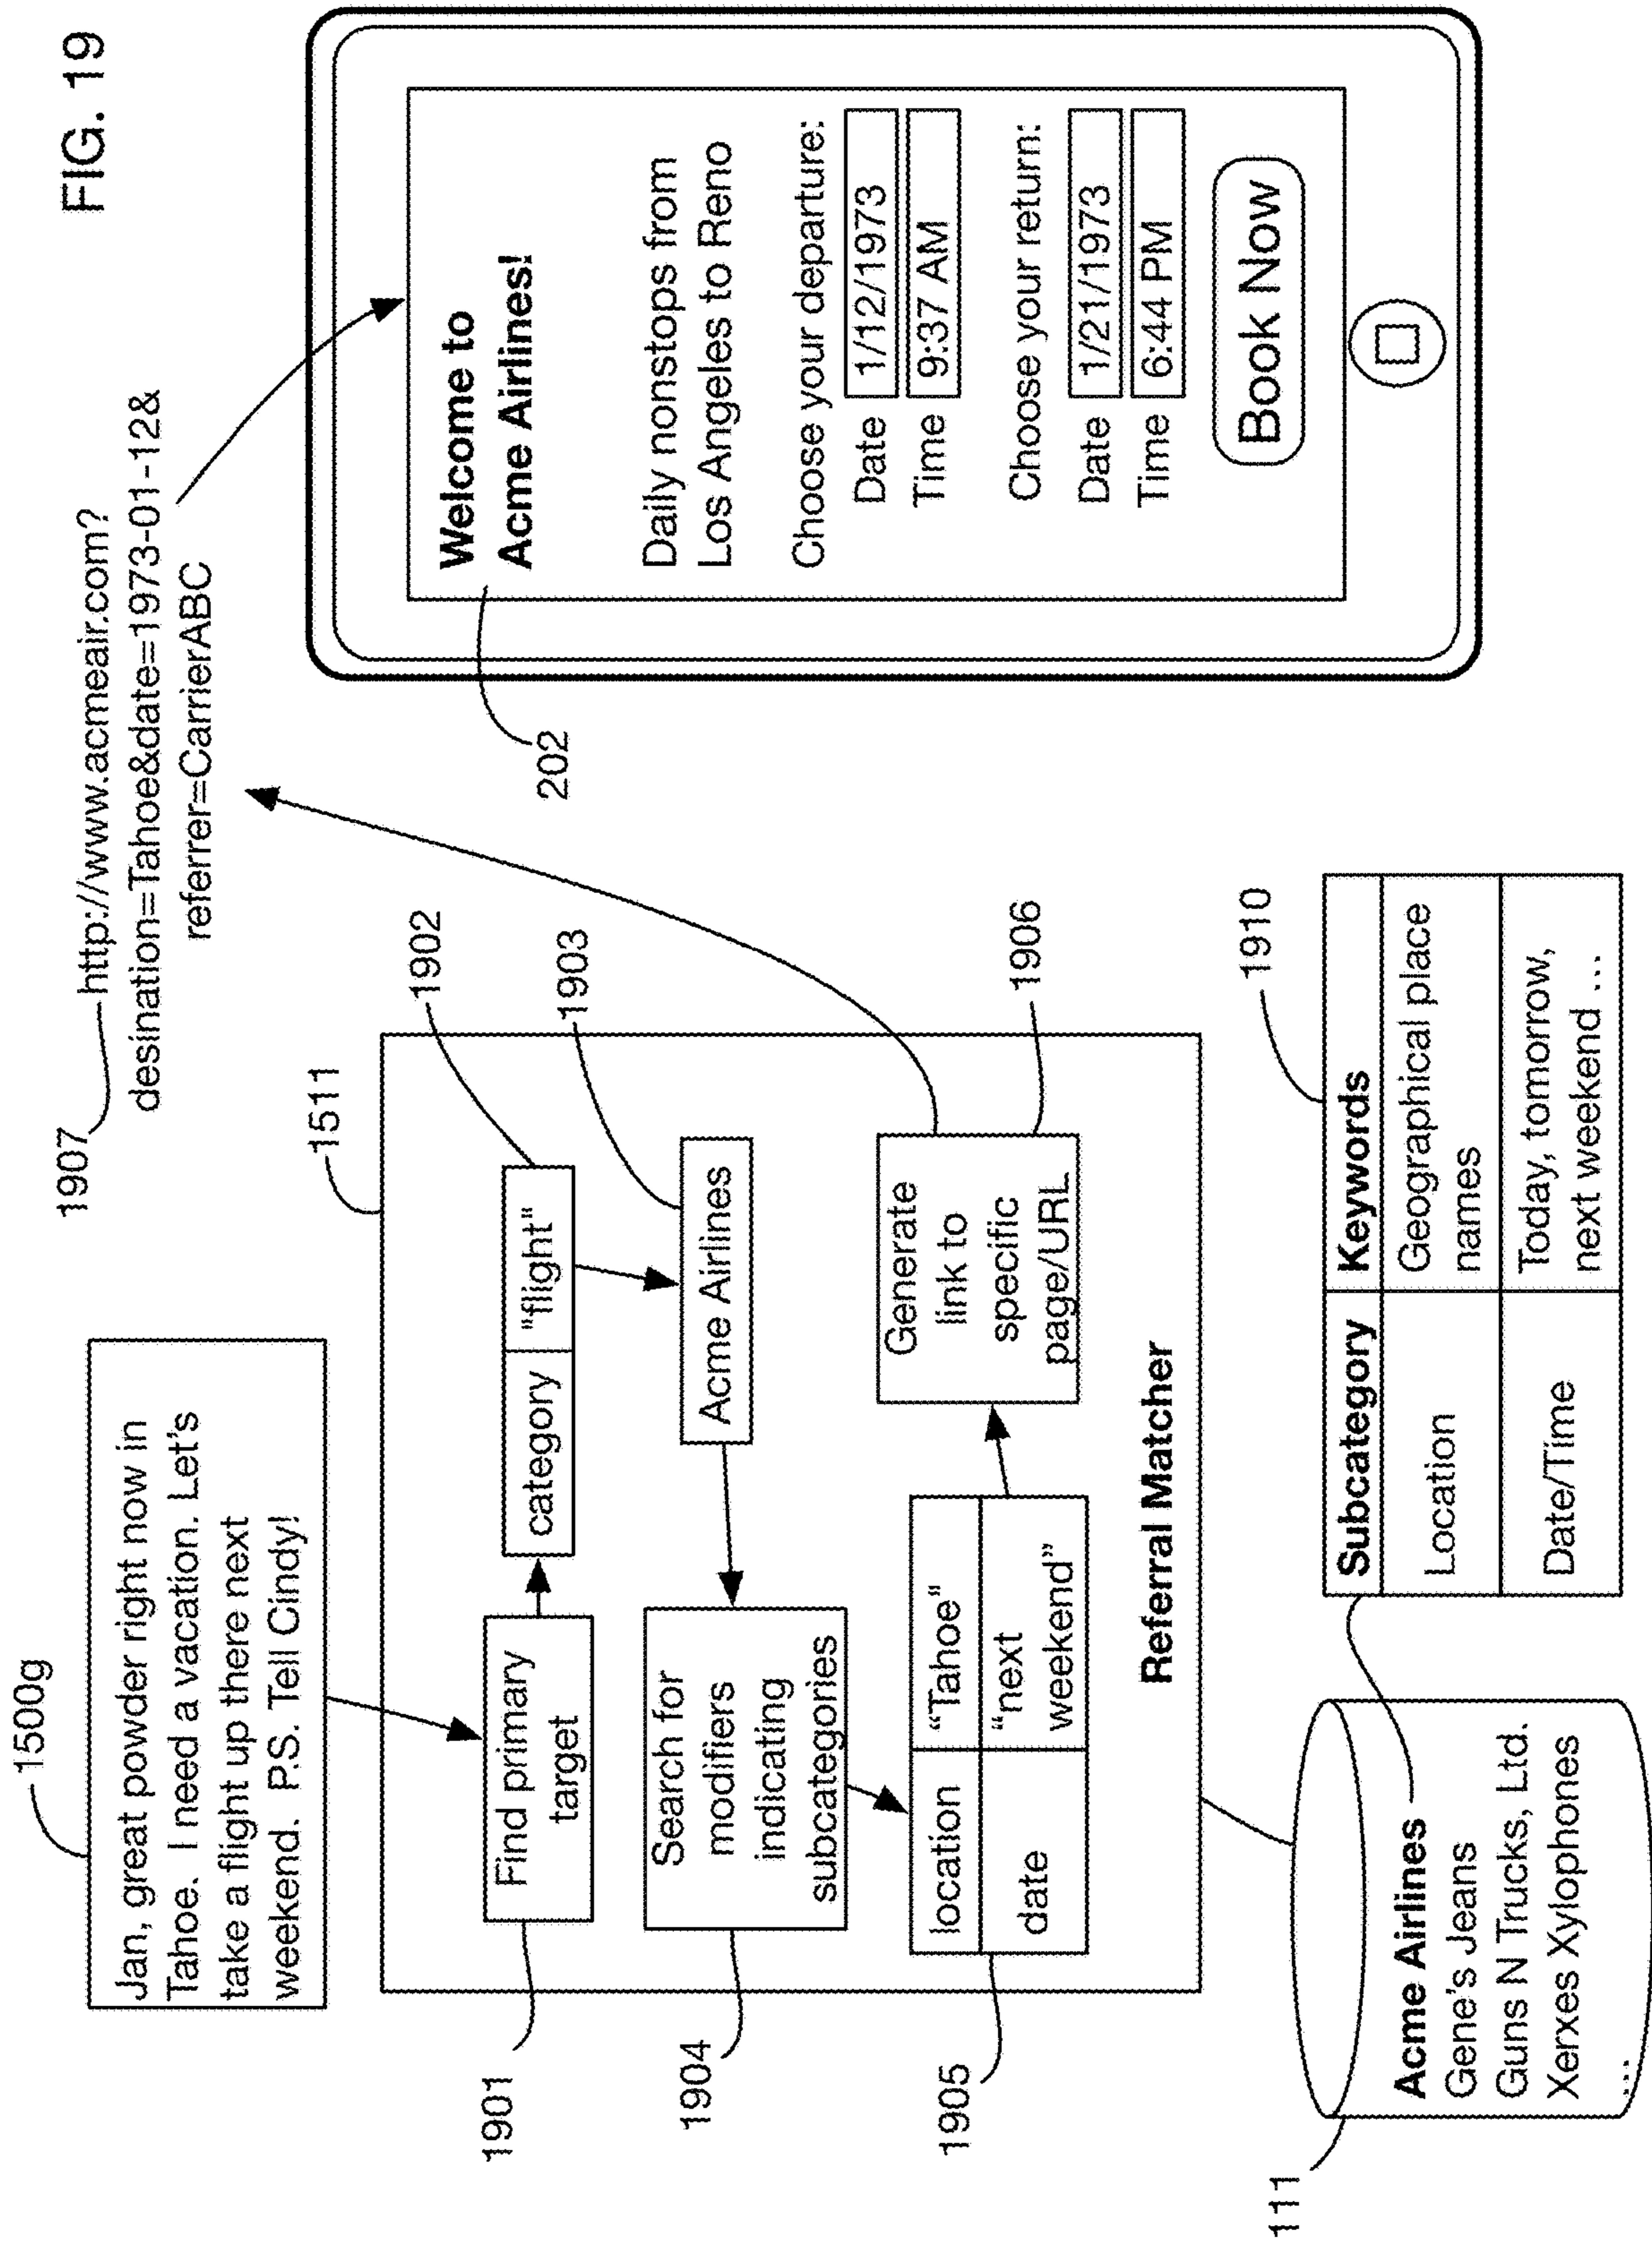 FIG. 19
1500g
Jan, great powder right now in
Tahoe.  I need a vacation. Let's
take a flight up there next
weekend.  P.S. Tell Cindy!
1907
http://www.acmeair.com?
desination=Tahoe&date=1973-01-12&
referrer=CarrierABC
1511
1901
Find primary
target
category
"flight"
1902
Acme Airlines
1903
1904
Search for
modifiers
indicating
subcategories
1905
location
"Tahoe"
date
"next
weekend"
Generate
link to
specific
page/URL
1906
Referral Matcher
202
Welcome to
Acme Airlines!
Daily nonstops from
Los Angeles to Reno
Choose your departure:
Date 1/12/1973
Time 9:37 AM
Choose your return:
Date 1/21/1973
Time 6:44 PM
Book Now
111
Acme Airlines
Gene's Jeans
Guns N Trucks, Ltd.
Xerxes Xylophones
...
1910
Subcategory
Keywords
Location
Geographical place
names
Date/Time
Today, tomorrow,
next weekend ...